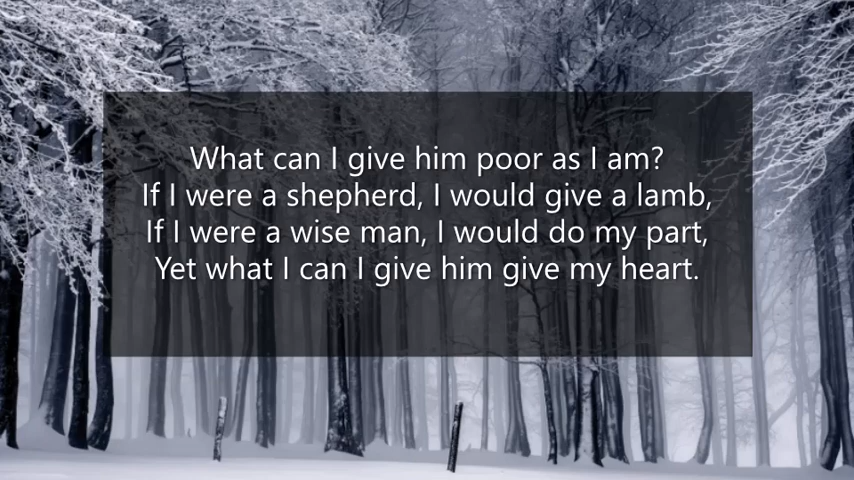 What can I give him poor as I am?
If I were a shepherd, I would give a lamb,
If I were a wise man, I would do my part,
Yet what I can I give him give my heart.